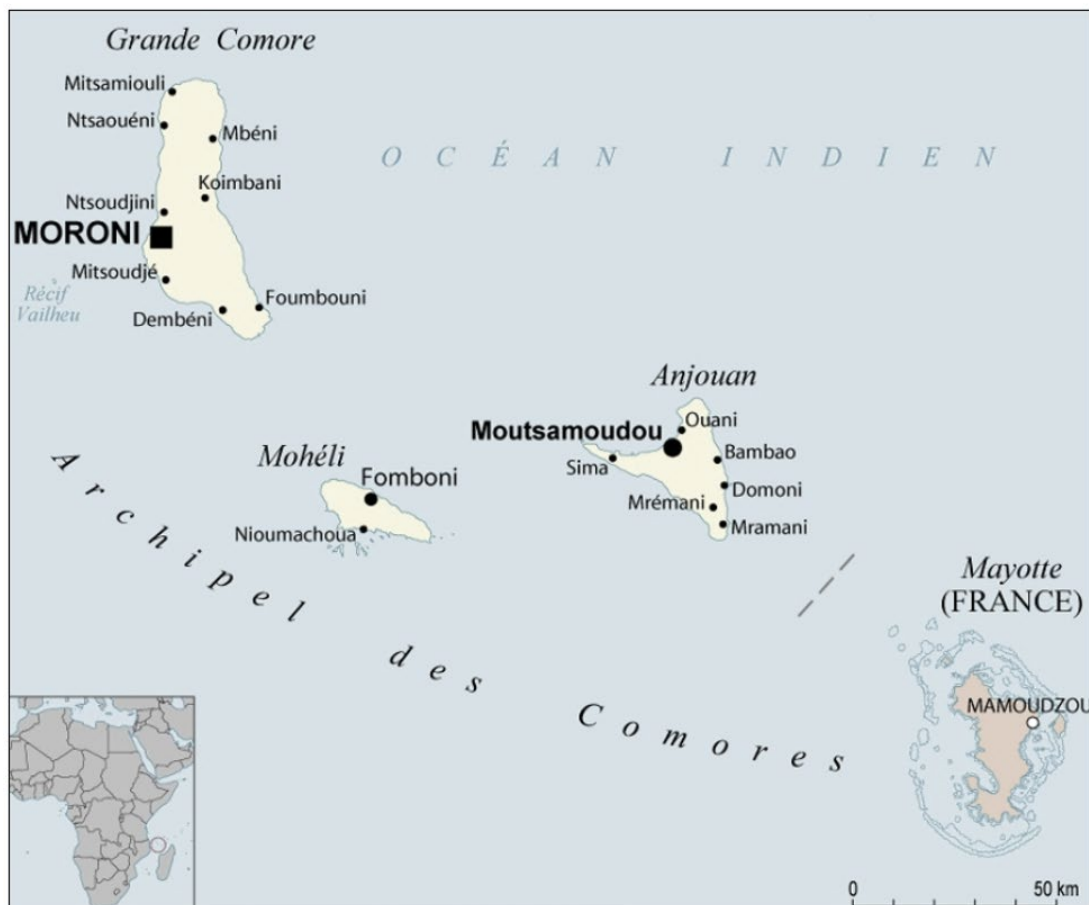 Grande Comore
Mitsamiouli
Ntsaouéni
Mbéni
OCÉAN INDIEN
Koimbani
Ntsoudjini
MORONI
Mitsoudjé
Récif
Vailheu
Foumbouni
Dembéni
Anjouan
Ouani
Moutsamoudou
Mohéli
Bambao
Sima
Fomboni
Domoni
Mrémani
Mramani
Nioumachoua
Archipel des Comores
Mayotte
(FRANCE)
MAMOUDZOU
0 50 km